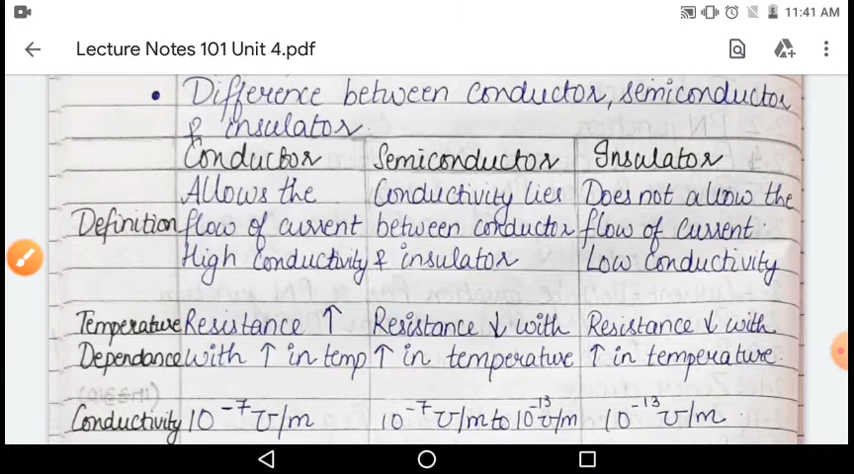 11:41 AM
Lecture Notes 101 Unit 4.pdf
• Difference between conductor, semiconductor
& insulator.
Conductor Semiconductor Insulator
Allows the Conductivity lies Does not allow the
Definition flow of current between conductor flow of current.
High Conductivity & insulator Low Conductivity
Temperature Resistance ↑ Resistance ↓ with Resistance ↓ with
Dependance with ↑ in temp ↑ in temperature ↑ in temperature.
Conductivity 10⁻⁷ ℧/m 10⁻⁷ ℧/m to 10⁻¹³ ℧/m 10⁻¹³ ℧/m.